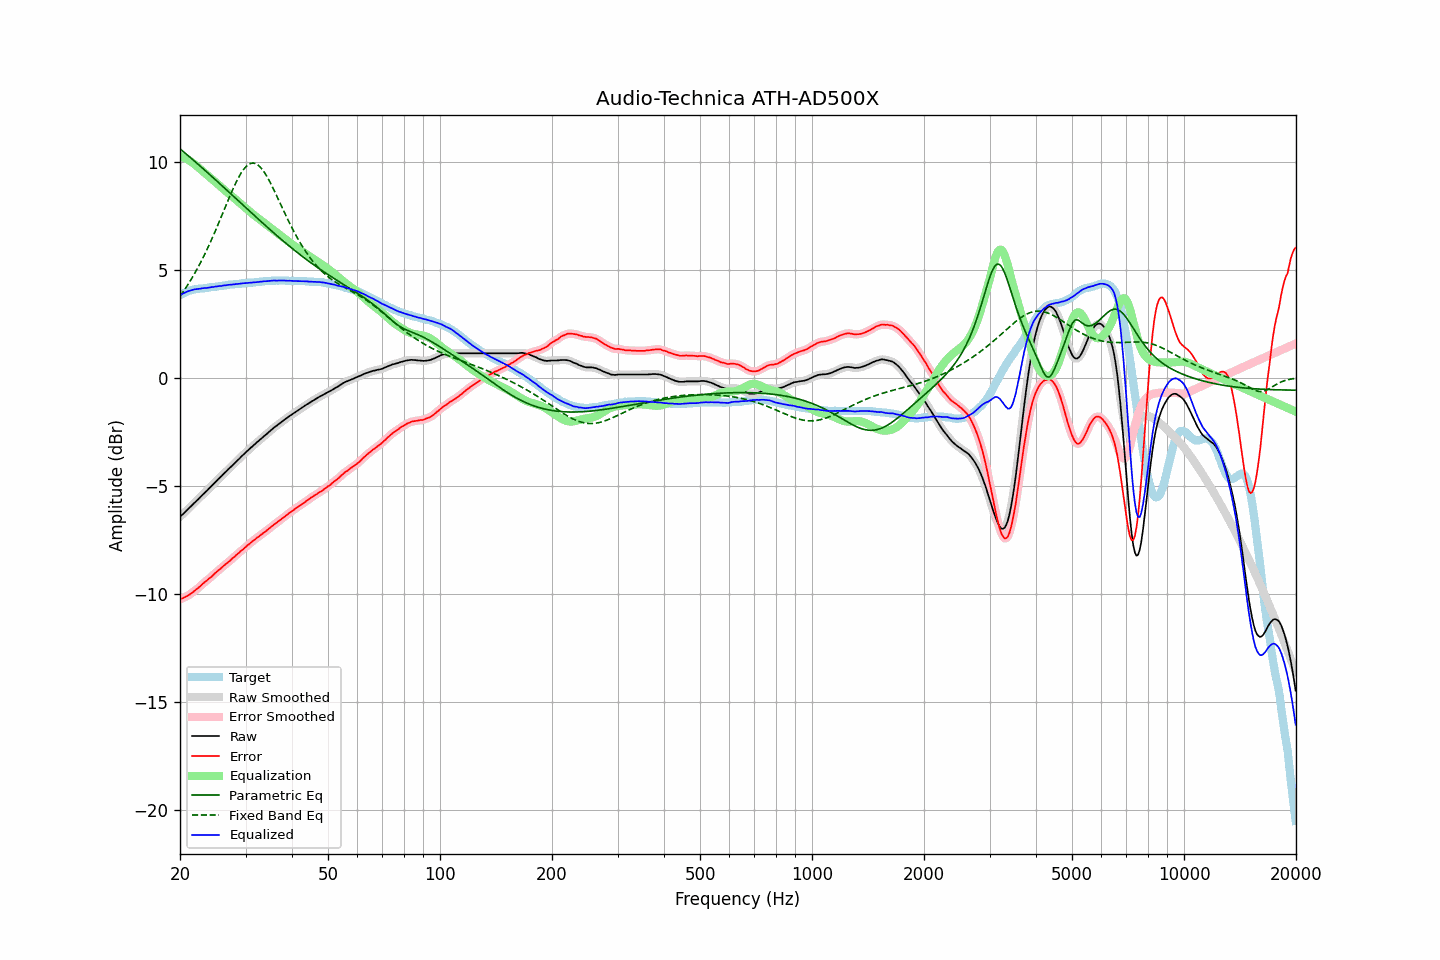 Audio-Technica ATH-AD500X
Amplitude (dBr)
10
5
0
−5
−10
−15
−20
Target
Raw Smoothed
Error Smoothed
Raw
Error
Equalization
Parametric Eq
Fixed Band Eq
Equalized
20 50 100 200 500 1000 2000 5000 10000 20000
Frequency (Hz)